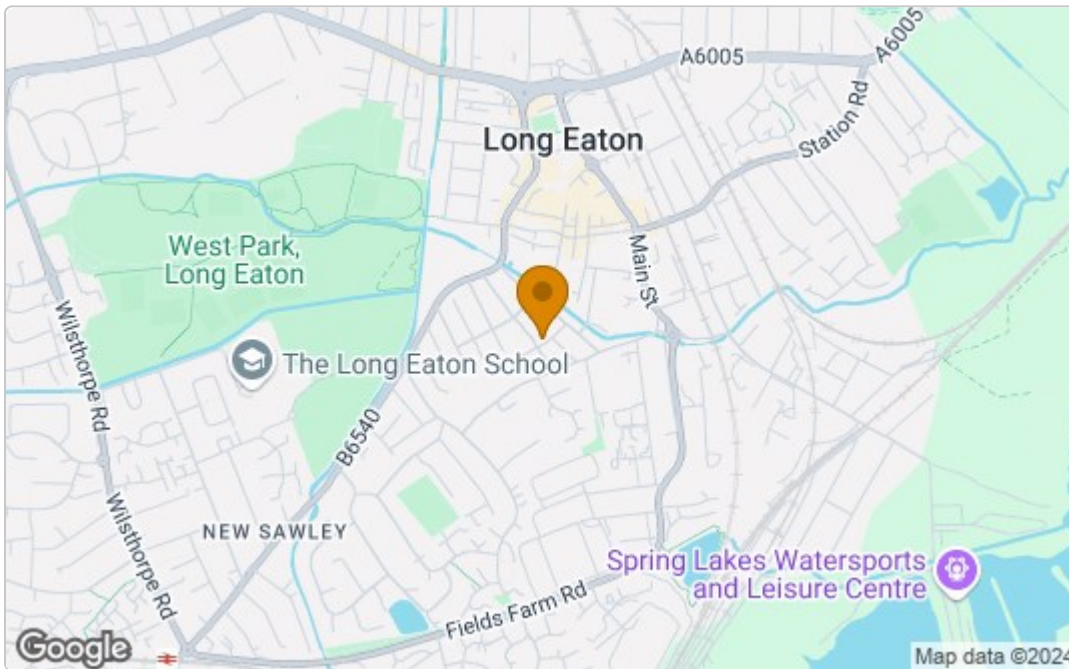 A6005
A6005
Long Eaton
Station Rd
West Park,
Long Eaton
Main St
Wilsthorpe Rd
The Long Eaton School
B6540
Wilsthorpe Rd
NEW SAWLEY
Spring Lakes Watersports
and Leisure Centre
Fields Farm Rd
Google
Map data ©2024